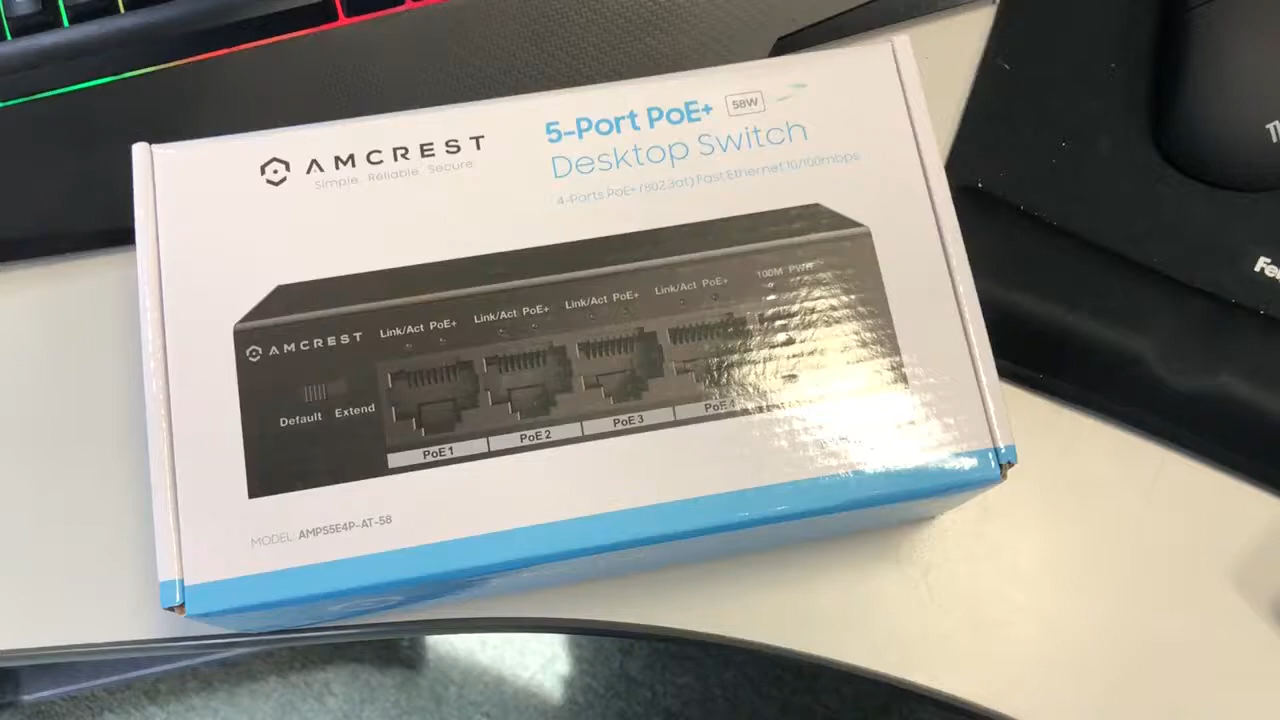 AMCREST
Simple. Reliable. Secure.
5-Port PoE+ 58W
Desktop Switch
4-Ports PoE+ (802.3at) Fast Ethernet 10/100mbps
Link/Act PoE+ Link/Act PoE+ Link/Act PoE+ Link/Act PoE+ 100M PWR
AMCREST
Default Extend
PoE1 PoE2 PoE3 PoE4
MODEL: AMPS5E4P-AT-58